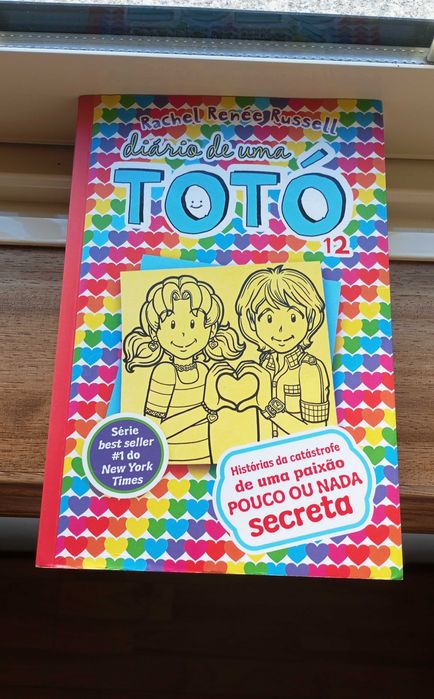 Rachel Renée Russell
diário de uma
TOTÓ
12
Série
best seller
#1 do
New York
Times
Histórias da catástrofe
de uma paixão
POUCO OU NADA
secreta